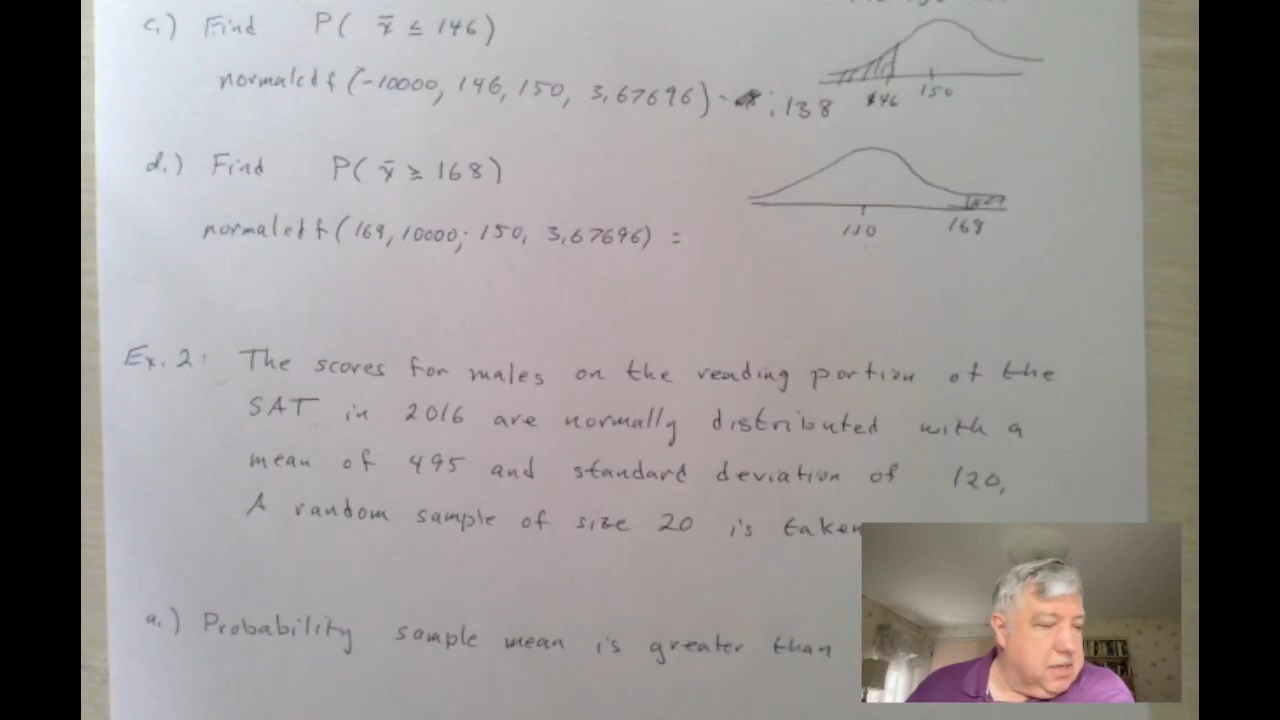 c.) Find P( x̄ ≤ 146)
normalcdf (-10000, 146, 150, 3.67696) .138
146 150
d.) Find P( x̄ ≥ 168)
normalcdf (168, 10000, 150, 3.67696) =
150 168
Ex. 2: The scores for males on the reading portion of the
SAT in 2016 are normally distributed with a
mean of 495 and standard deviation of 120.
A random sample of size 20 is taken
a.) Probability sample mean is greater than